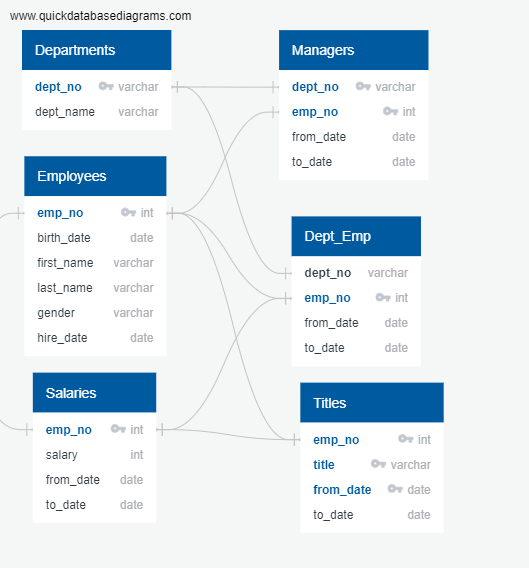 www.quickdatabasediagrams.com
Departments
dept_no varchar
dept_name varchar
Managers
dept_no varchar
emp_no int
from_date date
to_date date
Employees
emp_no int
birth_date date
first_name varchar
last_name varchar
gender varchar
hire_date date
Dept_Emp
dept_no varchar
emp_no int
from_date date
to_date date
Salaries
emp_no int
salary int
from_date date
to_date date
Titles
emp_no int
title varchar
from_date date
to_date date